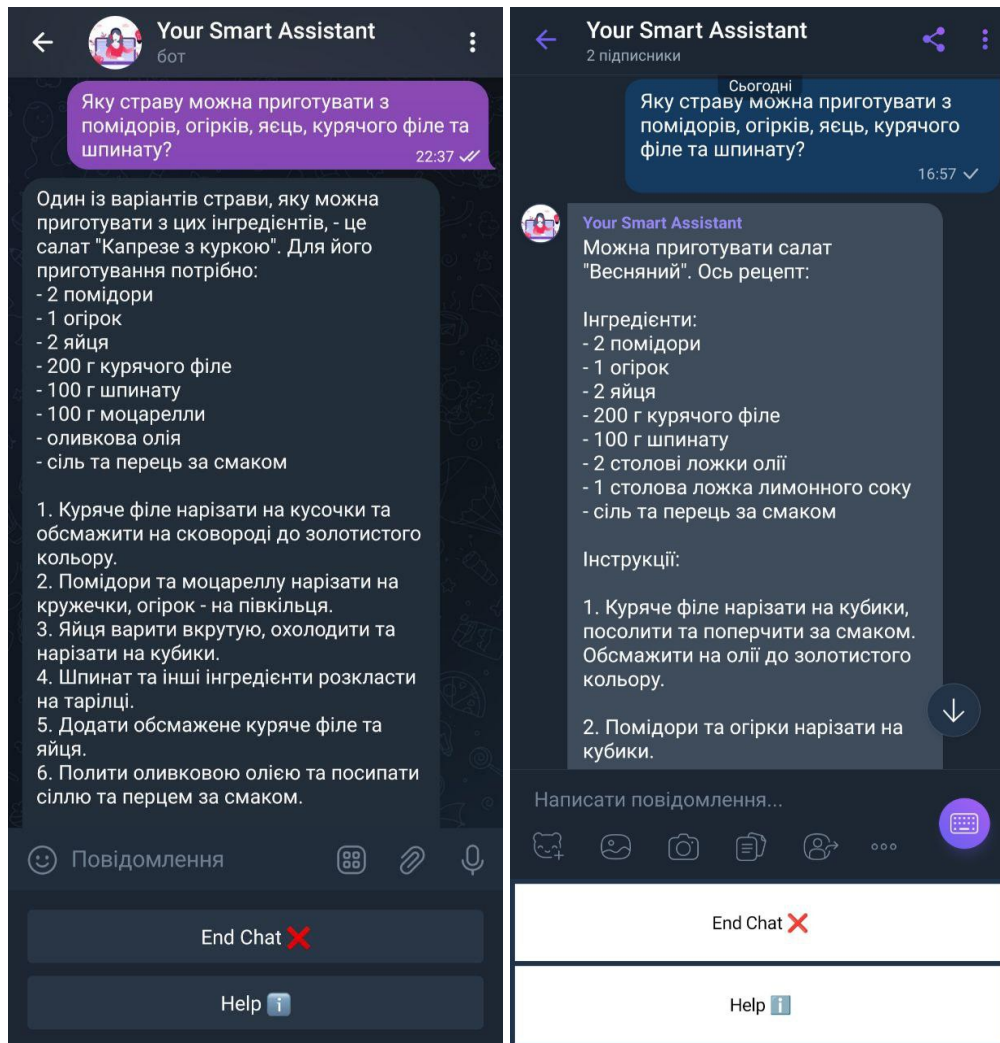 Your Smart Assistant
бот
Яку страву можна приготувати з
помідорів, огірків, яєць, курячого філе та
шпинату?
22:37
Один із варіантів страви, яку можна
приготувати з цих інгредієнтів, - це
салат "Капрезе з куркою". Для його
приготування потрібно:
- 2 помідори
- 1 огірок
- 2 яйця
- 200 г курячого філе
- 100 г шпинату
- 100 г моцарелли
- оливкова олія
- сіль та перець за смаком
1. Куряче філе нарізати на кусочки та
обсмажити на сковороді до золотистого
кольору.
2. Помідори та моцареллу нарізати на
кружечки, огірок - на півкільця.
3. Яйця варити вкрутую, охолодити та
нарізати на кубики.
4. Шпинат та інші інгредієнти розкласти
на тарілці.
5. Додати обсмажене куряче філе та
яйця.
6. Полити оливковою олією та посипати
сіллю та перцем за смаком.
Повідомлення
End Chat ❌
Help ℹ️
Your Smart Assistant
2 підписники
Сьогодні
Яку страву можна приготувати з
помідорів, огірків, яєць, курячого
філе та шпинату?
16:57
Your Smart Assistant
Можна приготувати салат
"Весняний". Ось рецепт:
Інгредієнти:
- 2 помідори
- 1 огірок
- 2 яйця
- 200 г курячого філе
- 100 г шпинату
- 2 столові ложки олії
- 1 столова ложка лимонного соку
- сіль та перець за смаком
Інструкції:
1. Куряче філе нарізати на кубики,
посолити та поперчити за смаком.
Обсмажити на олії до золотистого
кольору.
2. Помідори та огірки нарізати на
кубики.
Написати повідомлення...
End Chat ❌
Help ℹ️